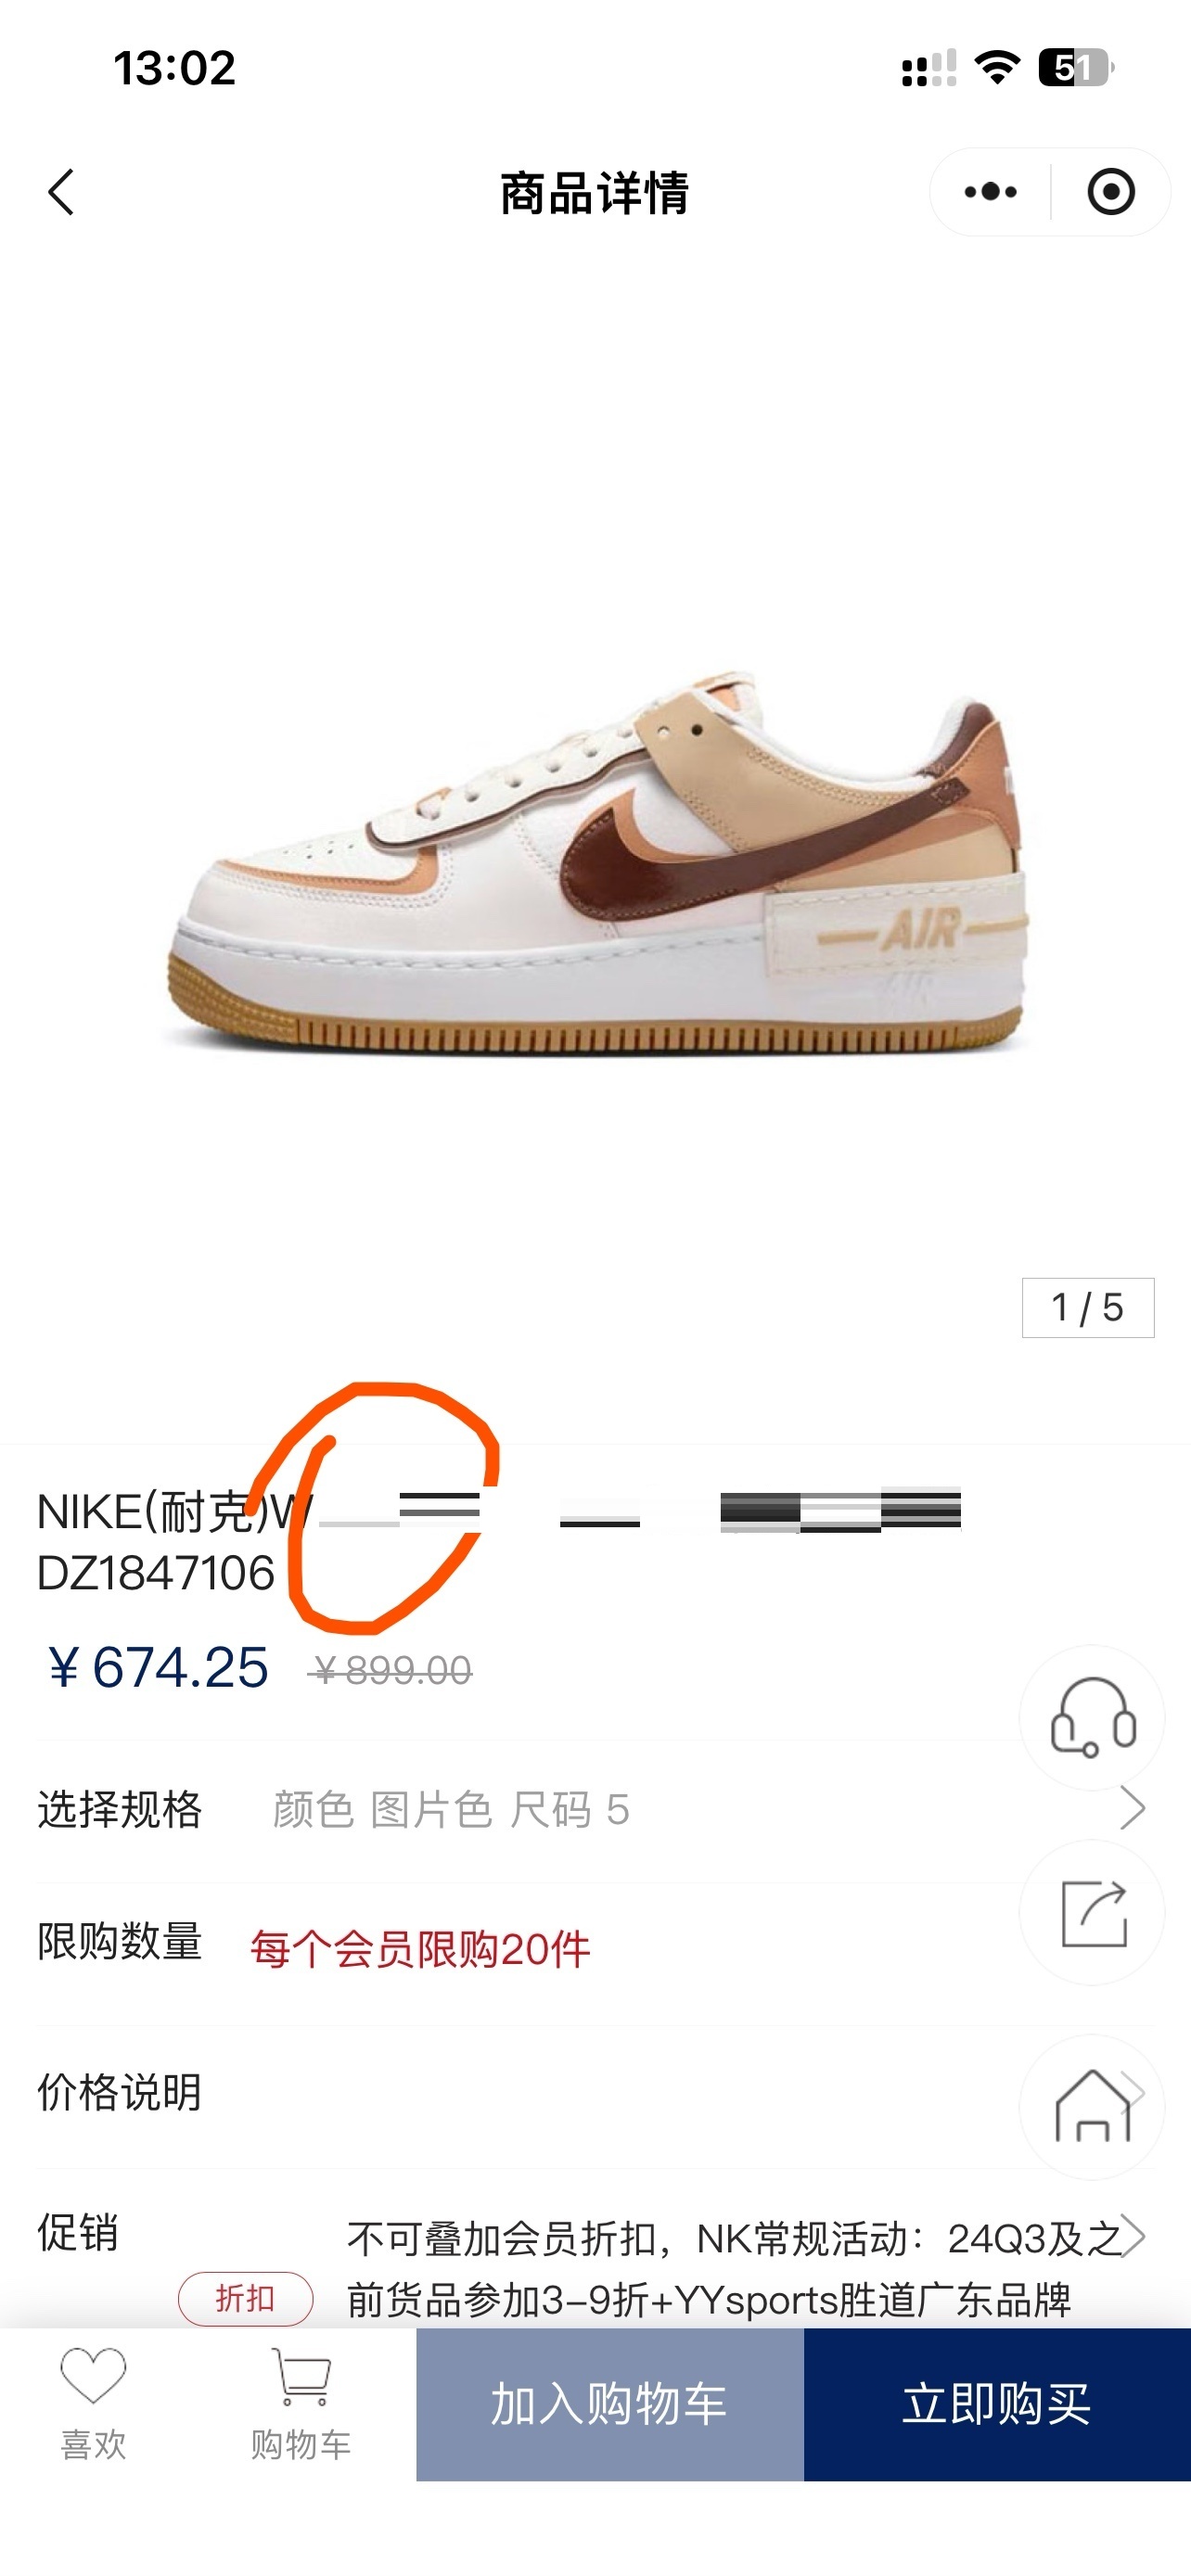 13:02
51
商品详情
AIR
1 / 5
NIKE(耐克)W
DZ1847106
￥674.25 ￥899.00
选择规格 颜色 图片色 尺码 5
限购数量 每个会员限购20件
价格说明
促销
折扣
不可叠加会员折扣，NK常规活动：24Q3及之
前货品参加3-9折+YYsports胜道广东品牌
喜欢
购物车
加入购物车
立即购买